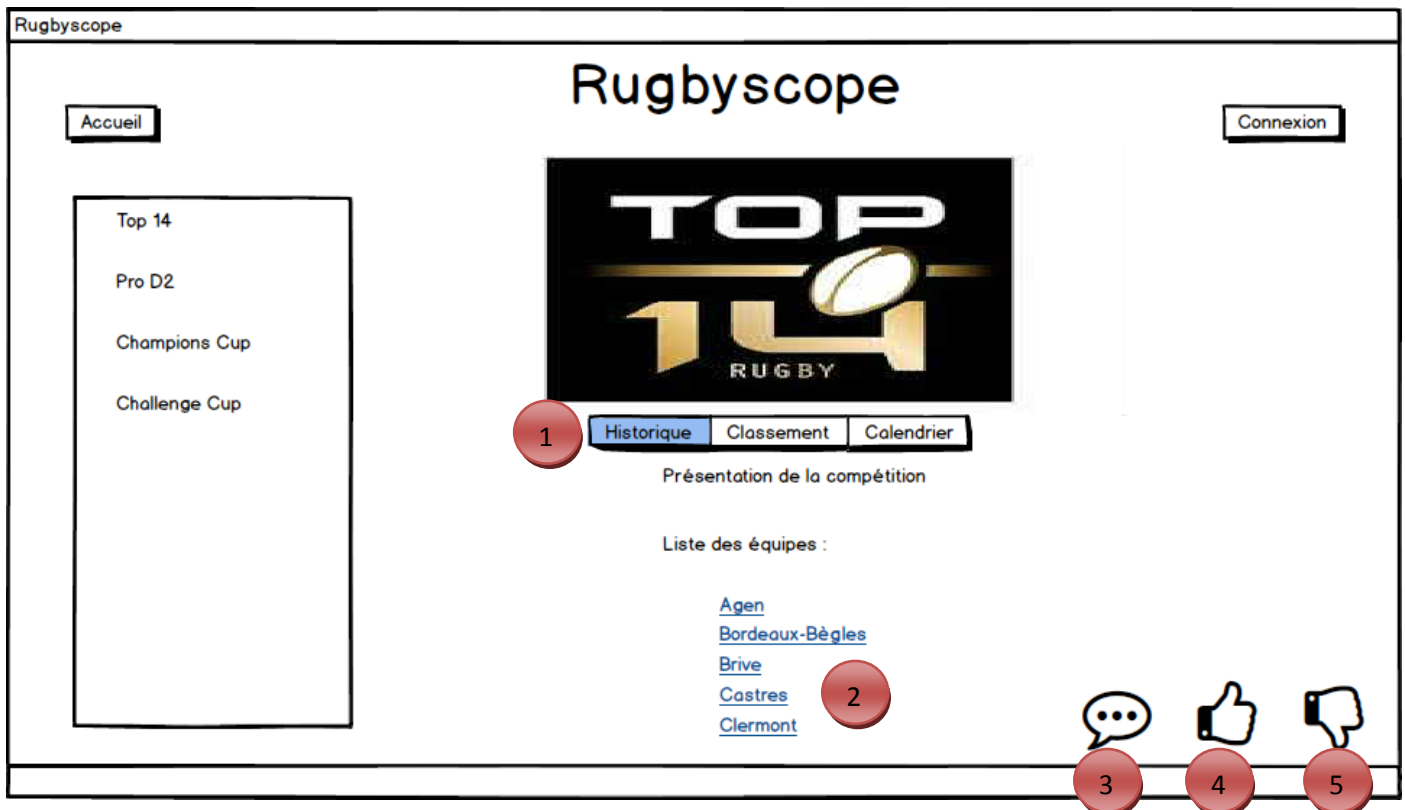 Rugbyscope
Rugbyscope
Accueil
Connexion
Top 14
Pro D2
Champions Cup
Challenge Cup
TOP
14
RUGBY
1
Historique Classement Calendrier
Présentation de la compétition
Liste des équipes :
Agen
Bordeaux-Bègles
Brive
Castres
2
Clermont
3 4 5